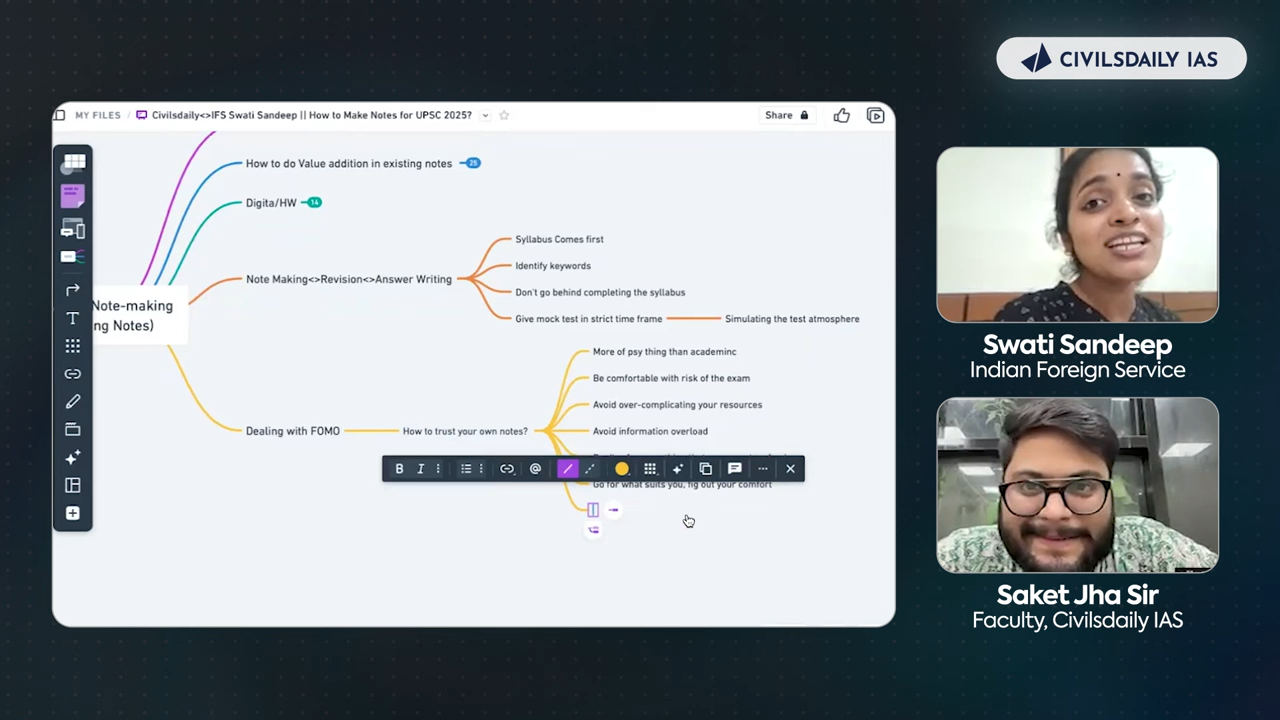 CIVILSDAILY IAS
MY FILES / Civilsdaily<>IFS Swati Sandeep || How to Make Notes for UPSC 2025?
Share
How to do Value addition in existing notes
25
Digita/HW
14
Syllabus Comes first
Identify keywords
Note Making<>Revision<>Answer Writing
Don't go behind completing the syllabus
Give mock test in strict time frame
Simulating the test atmosphere
Note-making
ng Notes)
More of psy thing than academinc
Be comfortable with risk of the exam
Avoid over-complicating your resources
Dealing with FOMO
How to trust your own notes?
Avoid information overload
B I
Go for what suits you, fig out your comfort
T
Swati Sandeep
Indian Foreign Service
Saket Jha Sir
Faculty, Civilsdaily IAS